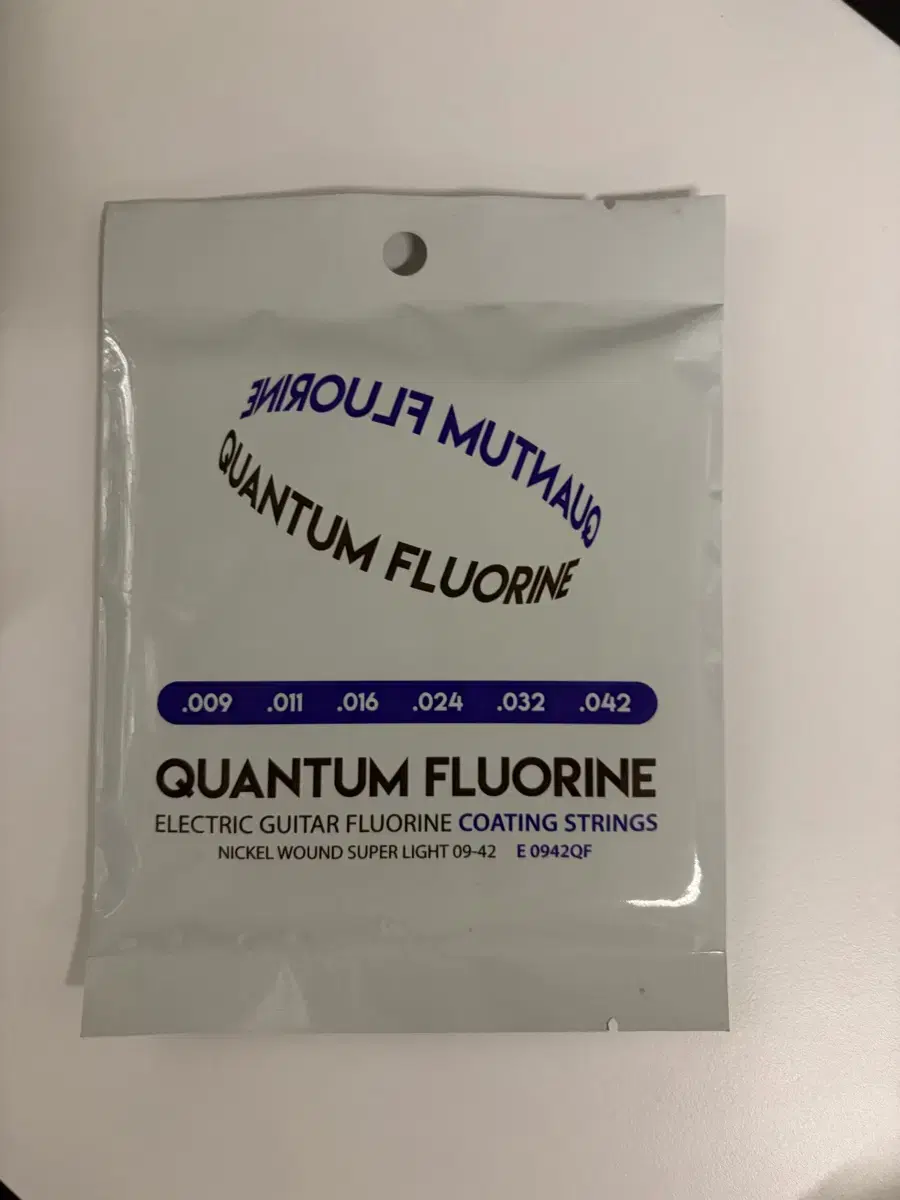 QUANTUM FLUORINE
QUANTUM FLUORINE
.009 .011 .016 .024 .032 .042
QUANTUM FLUORINE
ELECTRIC GUITAR FLUORINE COATING STRINGS
NICKEL WOUND SUPER LIGHT 09-42 E 0942QF